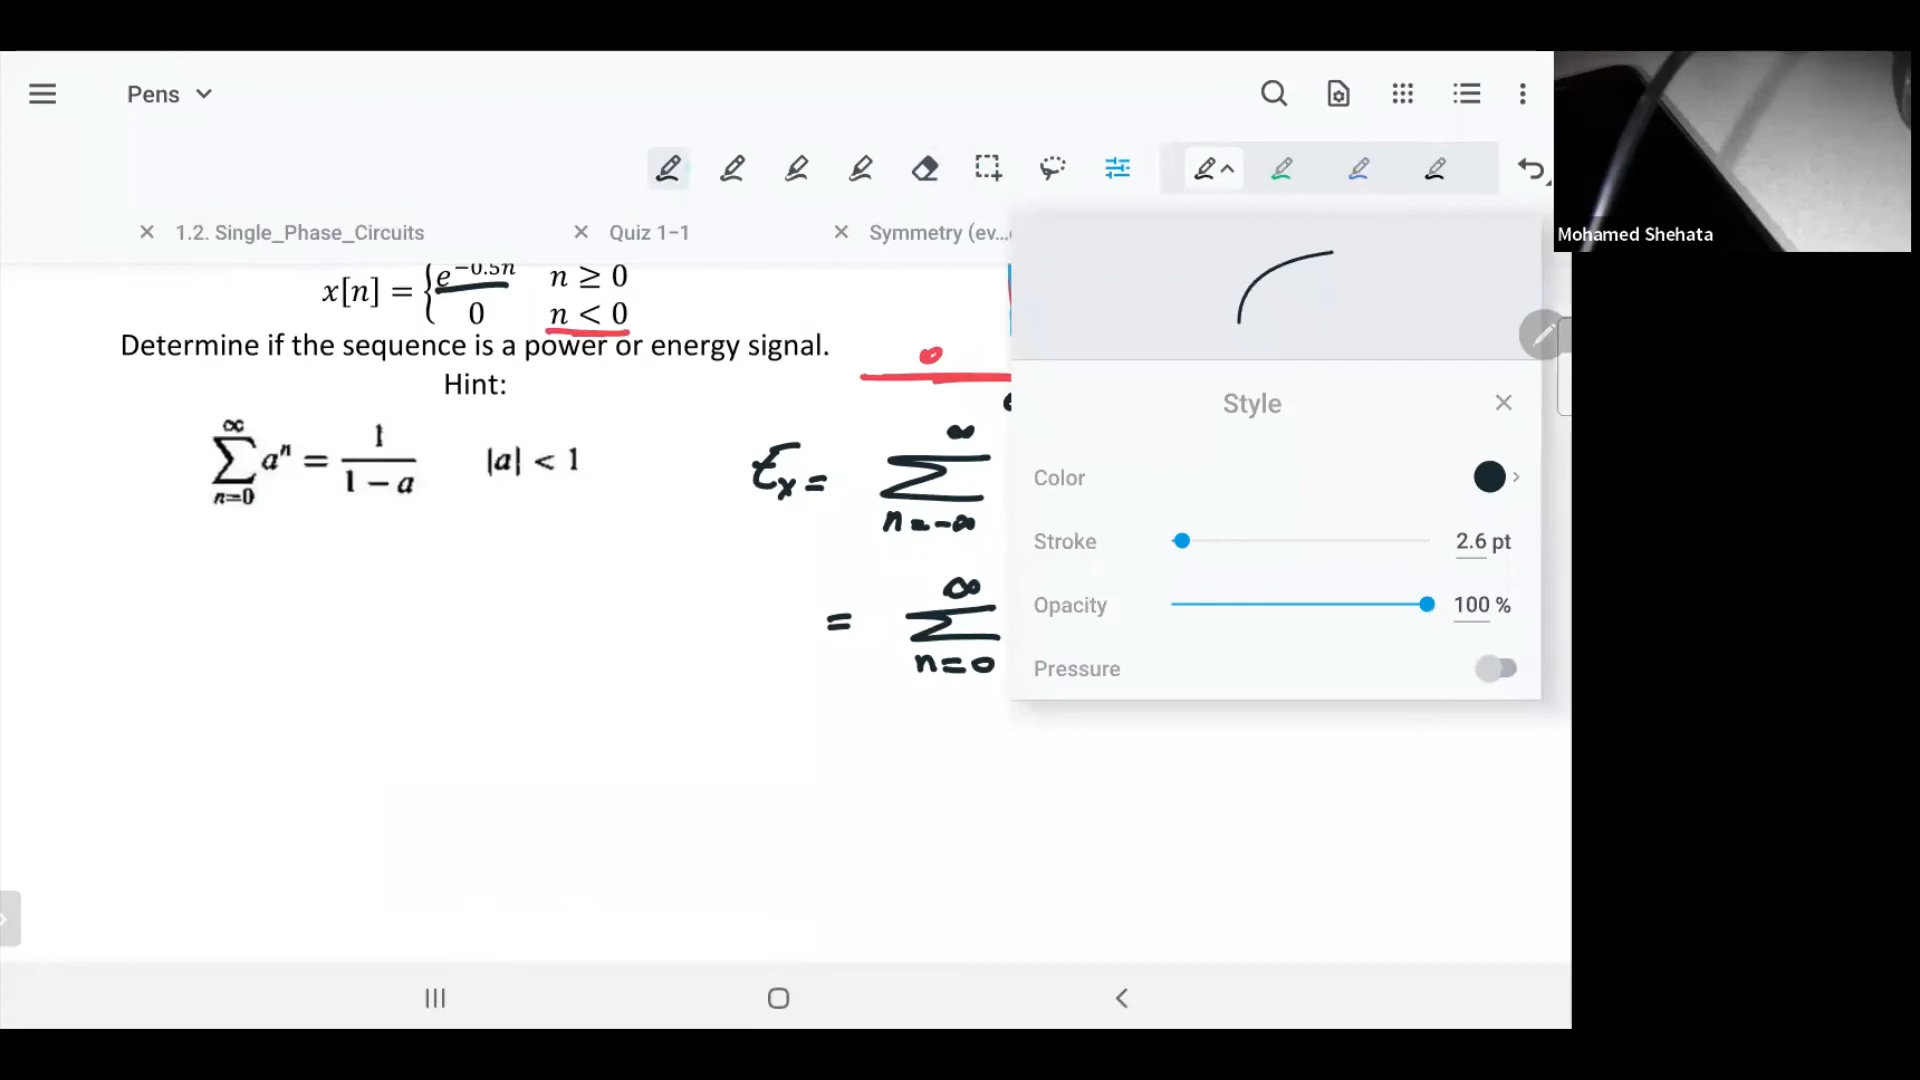 Pens
Mohamed Shehata
1.2. Single_Phase_Circuits
Quiz 1-1
Symmetry (ev...
x[n] = { e^{-0.5n} n ≥ 0
0 n < 0
Determine if the sequence is a power or energy signal.
Hint:
∑_{n=0}^{∞} a^n = 1 / (1 − a) |a| < 1
0
E_x = ∑_{n=-∞}^{∞}
= ∑_{n=0}^{∞}
Style
Color
Stroke 2.6 pt
Opacity 100 %
Pressure